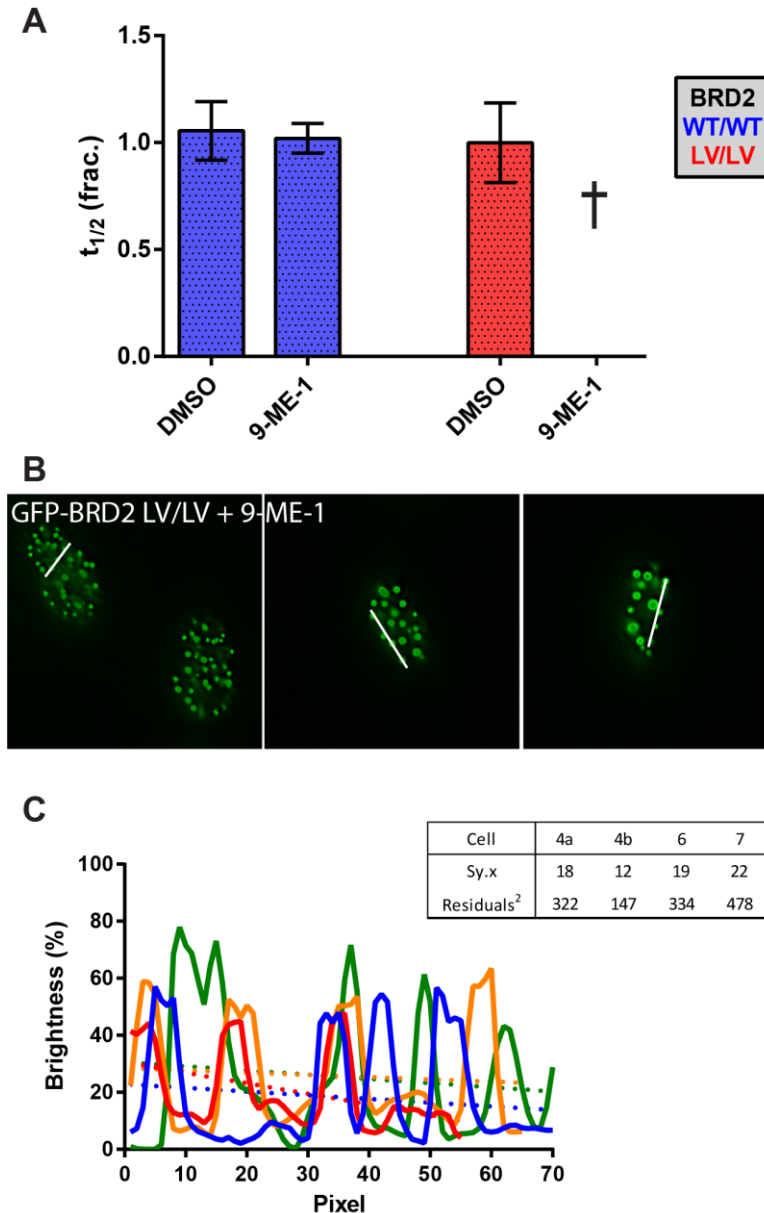 A
1.5
1.0
0.5
0.0
t1/2 (frac.)
DMSO
9-ME-1
DMSO
9-ME-1
†
BRD2
WT/WT
LV/LV
B
GFP-BRD2 LV/LV + 9-ME-1
C
Cell 4a 4b 6 7
Sy.x 18 12 19 22
Residuals2 322 147 334 478
100
80
60
40
20
0
Brightness (%)
0 10 20 30 40 50 60 70
Pixel